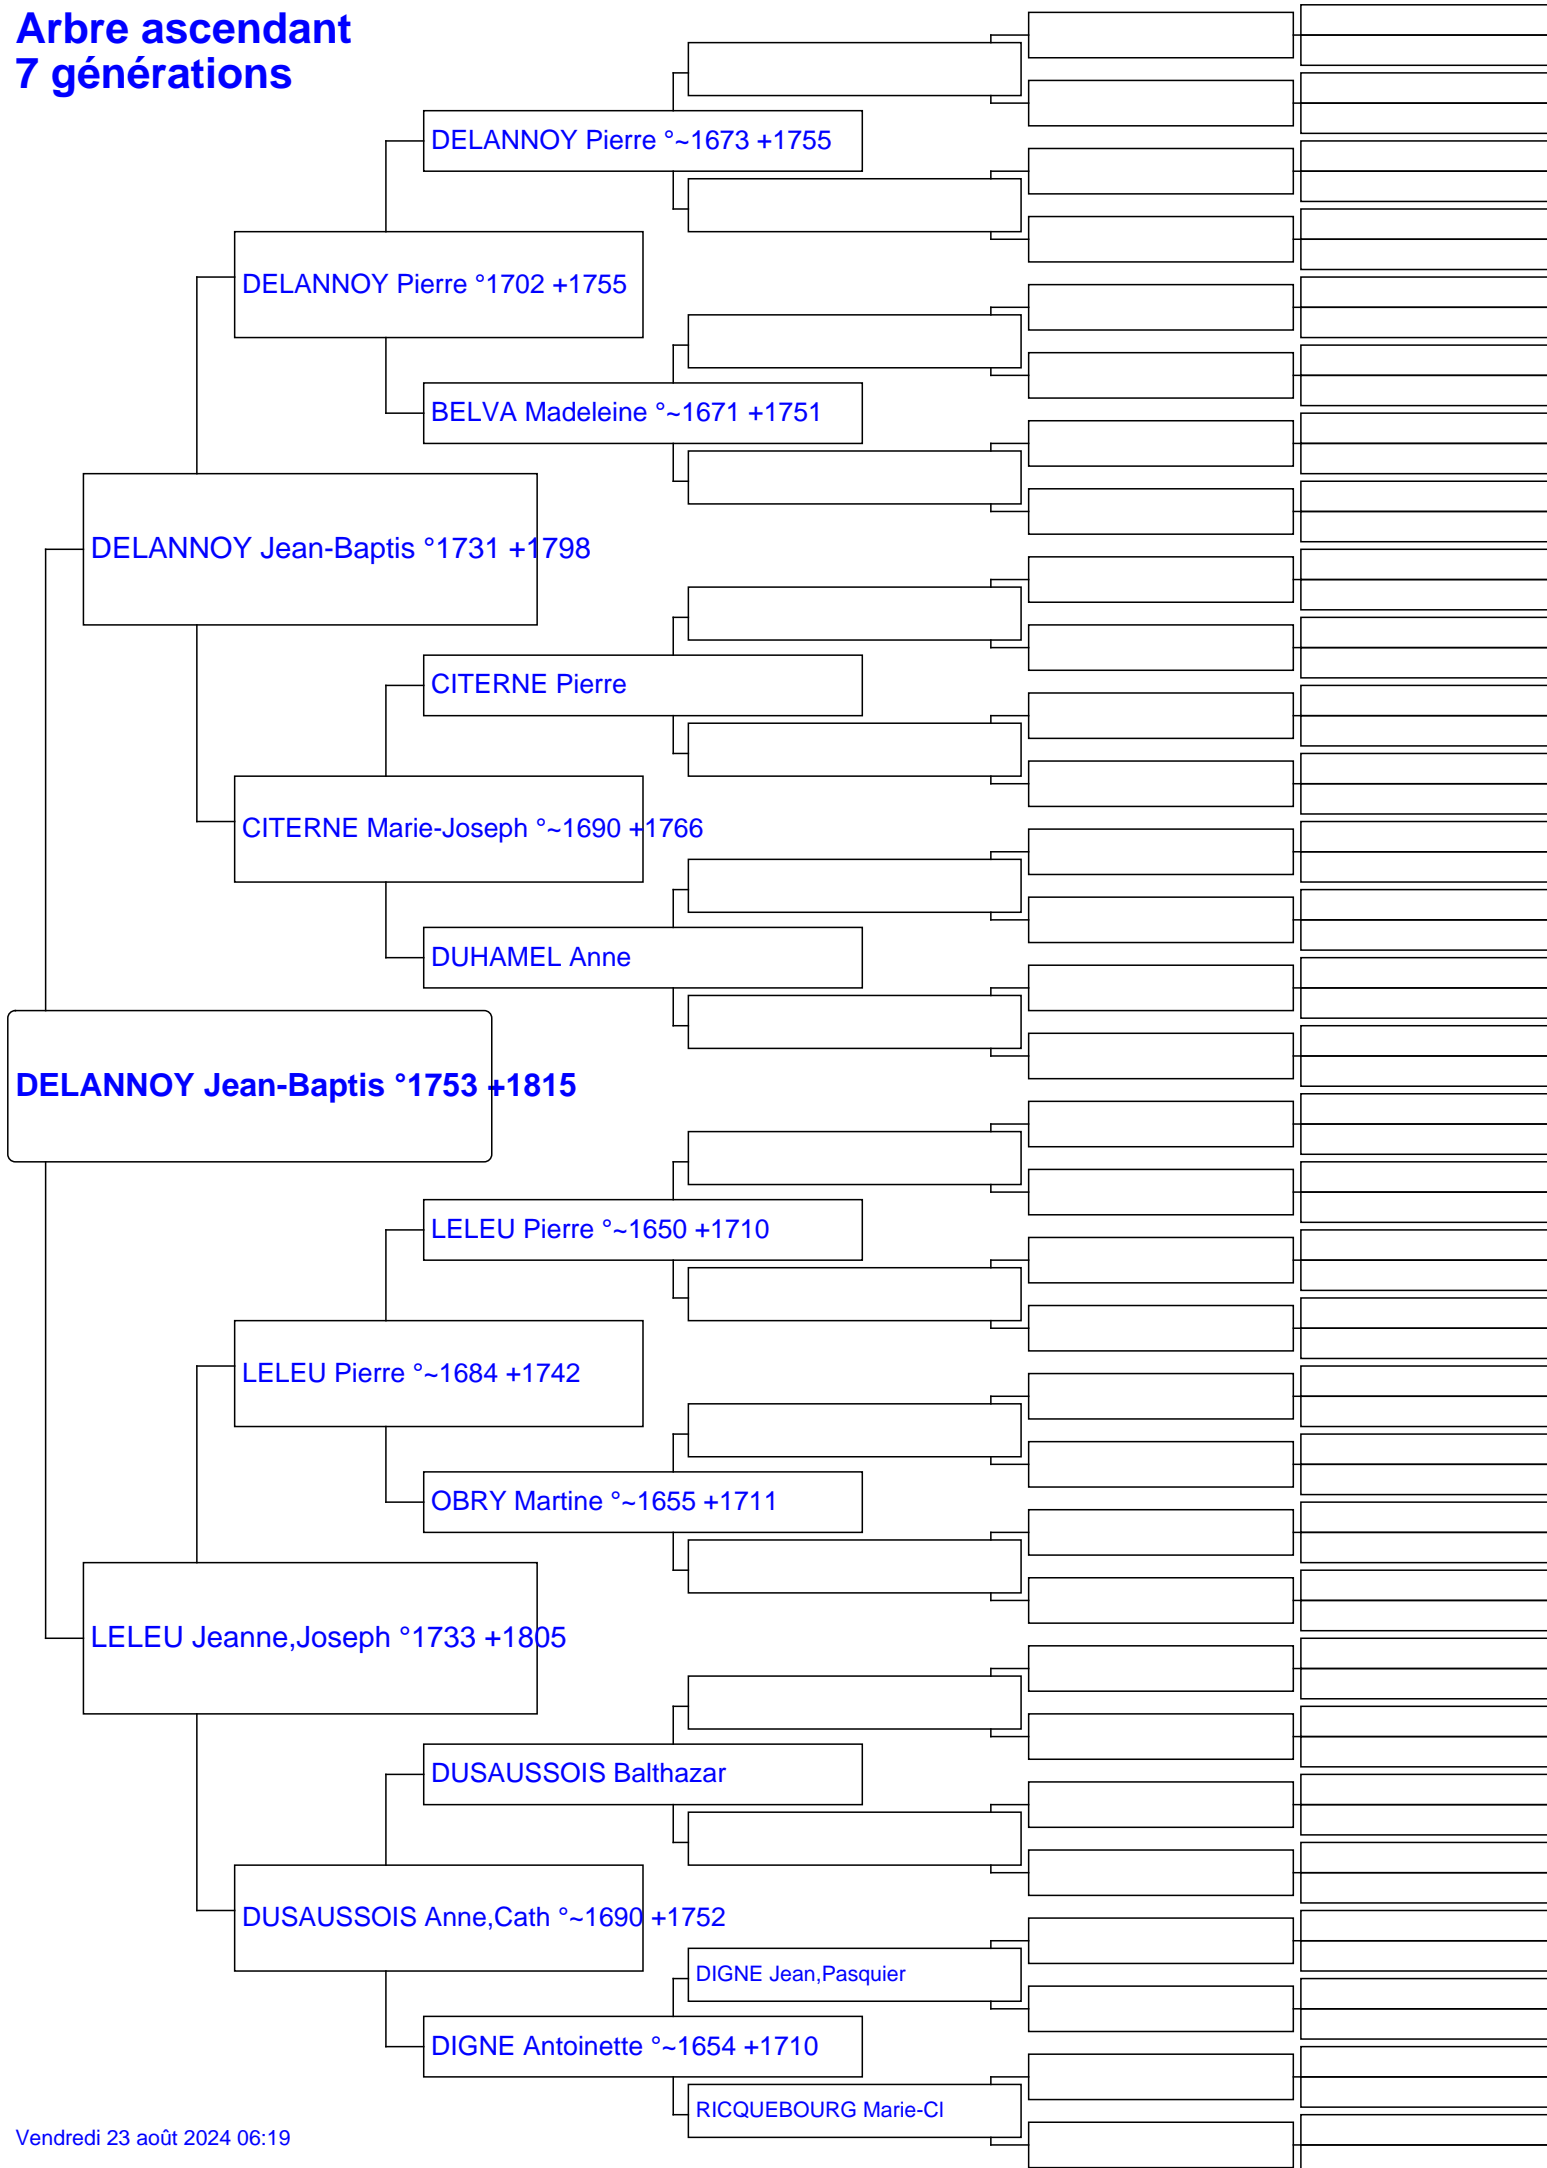 Arbre ascendant
7 générations
DELANNOY Pierre °~1673 +1755
DELANNOY Pierre °1702 +1755
BELVA Madeleine °~1671 +1751
DELANNOY Jean-Baptis °1731 +1798
CITERNE Pierre
CITERNE Marie-Joseph °~1690 +1766
DUHAMEL Anne
DELANNOY Jean-Baptis °1753 +1815
LELEU Pierre °~1650 +1710
LELEU Pierre °~1684 +1742
OBRY Martine °~1655 +1711
LELEU Jeanne,Joseph °1733 +1805
DUSAUSSOIS Balthazar
DUSAUSSOIS Anne,Cath °~1690 +1752
DIGNE Jean,Pasquier
DIGNE Antoinette °~1654 +1710
RICQUEBOURG Marie-Cl
Vendredi 23 août 2024 06:19